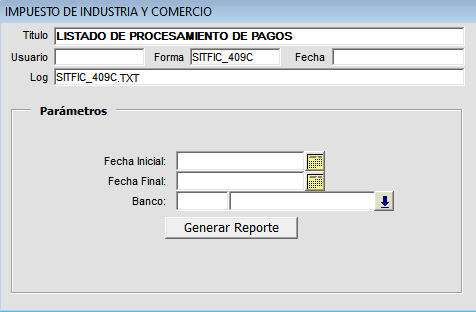 IMPUESTO DE INDUSTRIA Y COMERCIO
Titulo LISTADO DE PROCESAMIENTO DE PAGOS
Usuario Forma SITFIC_409C Fecha
Log SITFIC_409C.TXT
Parámetros
Fecha Inicial:
Fecha Final:
Banco:
Generar Reporte